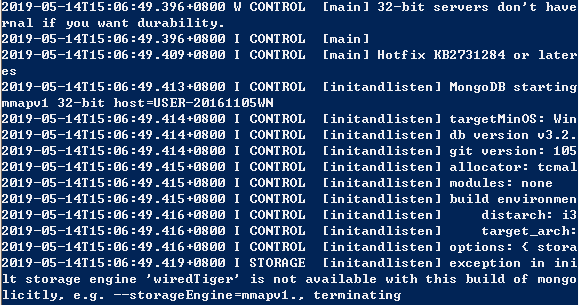 2019-05-14T15:06:49.396+0800 W CONTROL  [main] 32-bit servers don't have
rnal if you want durability.
2019-05-14T15:06:49.396+0800 I CONTROL  [main]
2019-05-14T15:06:49.409+0800 I CONTROL  [main] Hotfix KB2731284 or later
es
2019-05-14T15:06:49.413+0800 I CONTROL  [initandlisten] MongoDB starting
mmapv1 32-bit host=USER-20161105WN
2019-05-14T15:06:49.414+0800 I CONTROL  [initandlisten] targetMinOS: Win
2019-05-14T15:06:49.414+0800 I CONTROL  [initandlisten] db version v3.2.
2019-05-14T15:06:49.414+0800 I CONTROL  [initandlisten] git version: 105
2019-05-14T15:06:49.415+0800 I CONTROL  [initandlisten] allocator: tcmal
2019-05-14T15:06:49.415+0800 I CONTROL  [initandlisten] modules: none
2019-05-14T15:06:49.415+0800 I CONTROL  [initandlisten] build environmen
2019-05-14T15:06:49.416+0800 I CONTROL  [initandlisten]     distarch: i3
2019-05-14T15:06:49.416+0800 I CONTROL  [initandlisten]     target_arch:
2019-05-14T15:06:49.416+0800 I CONTROL  [initandlisten] options: { stora
2019-05-14T15:06:49.419+0800 I STORAGE  [initandlisten] exception in ini
lt storage engine 'wiredTiger' is not available with this build of mongo
licitly, e.g. --storageEngine=mmapv1., terminating